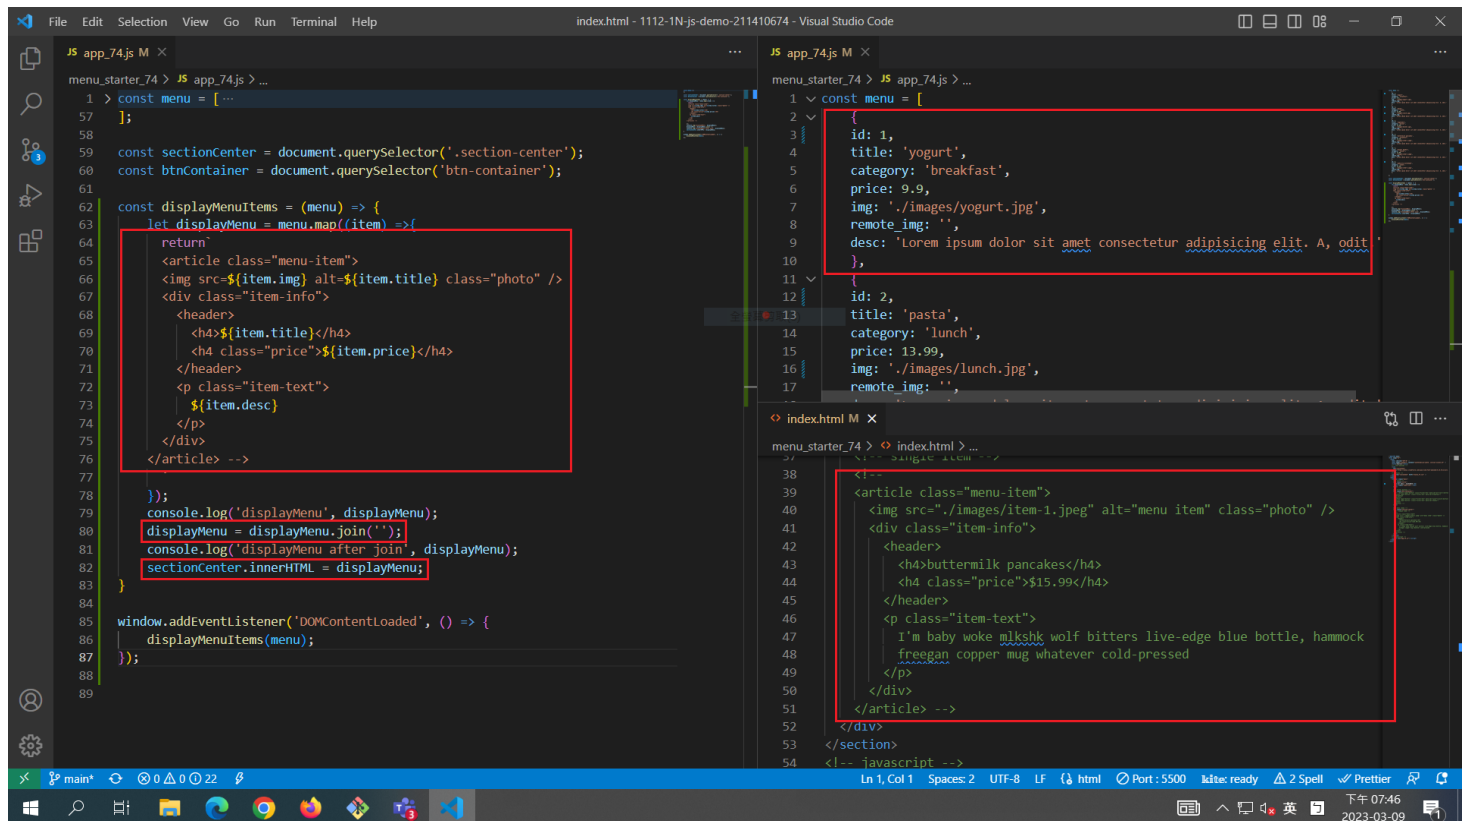 File Edit Selection View Go Run Terminal Help
index.html - 1112-1N-js-demo-211410674 - Visual Studio Code
JS app_74.js M ×
menu_starter_74 > JS app_74.js > ...
1 > const menu = [ ...
57 ];
58
59 const sectionCenter = document.querySelector('.section-center');
60 const btnContainer = document.querySelector('btn-container');
61
62 const displayMenuItems = (menu) => {
63 let displayMenu = menu.map((item) =>{
64 return`
65 <article class="menu-item">
66 <img src=${item.img} alt=${item.title} class="photo" />
67 <div class="item-info">
68 <header>
69 <h4>${item.title}</h4>
70 <h4 class="price">${item.price}</h4>
71 </header>
72 <p class="item-text">
73 ${item.desc}
74 </p>
75 </div>
76 </article> -->
77
78 });
79 console.log('displayMenu', displayMenu);
80 displayMenu = displayMenu.join('');
81 console.log('displayMenu after join', displayMenu);
82 sectionCenter.innerHTML = displayMenu;
83 }
84
85 window.addEventListener('DOMContentLoaded', () => {
86 displayMenuItems(menu);
87 });
88
89
JS app_74.js M ×
menu_starter_74 > JS app_74.js > ...
1 const menu = [
2 {
3 id: 1,
4 title: 'yogurt',
5 category: 'breakfast',
6 price: 9.9,
7 img: './images/yogurt.jpg',
8 remote_img: '',
9 desc: 'Lorem ipsum dolor sit amet consectetur adipisicing elit. A, odit
10 },
11 {
12 id: 2,
13 title: 'pasta',
14 category: 'lunch',
15 price: 13.99,
16 img: './images/lunch.jpg',
17 remote_img: '',
index.html M ×
menu_starter_74 > index.html > ...
37 <!-- single item -->
38 <!--
39 <article class="menu-item">
40 <img src="./images/item-1.jpeg" alt="menu item" class="photo" />
41 <div class="item-info">
42 <header>
43 <h4>buttermilk pancakes</h4>
44 <h4 class="price">$15.99</h4>
45 </header>
46 <p class="item-text">
47 I'm baby woke mlkshk wolf bitters live-edge blue bottle, hammock
48 freegan copper mug whatever cold-pressed
49 </p>
50 </div>
51 </article> -->
52 </div>
53 </section>
54 <!-- javascript -->
main* 0 0 22 Ln 1, Col 1 Spaces: 2 UTF-8 LF html Port : 5500 kite: ready 2 Spell Prettier
3
3
英
下午 07:46
2023-03-09
1